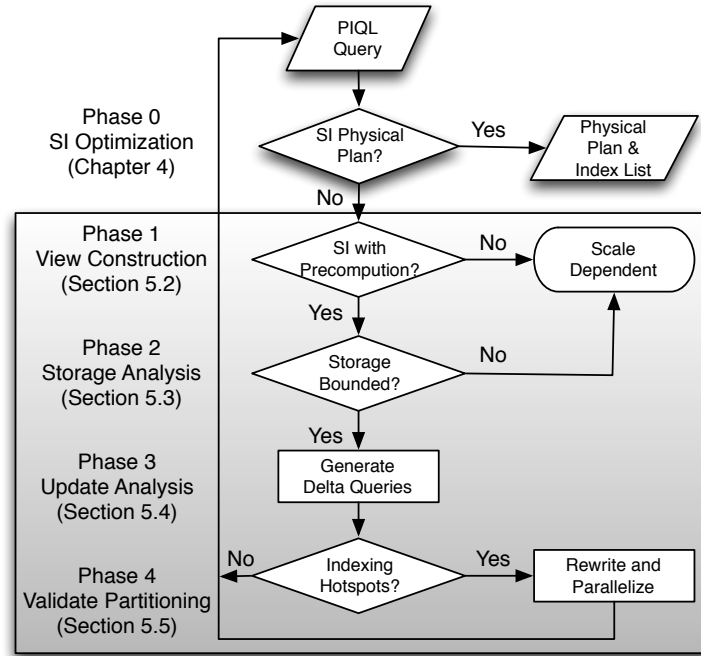 PIQL
Query
Phase 0
SI Optimization
(Chapter 4)
SI Physical
Plan?
Yes
Physical
Plan &
Index List
No
Phase 1
View Construction
(Section 5.2)
SI with
Precompution?
No
Scale
Dependent
Yes
Phase 2
Storage Analysis
(Section 5.3)
Storage
Bounded?
No
Yes
Phase 3
Update Analysis
(Section 5.4)
Generate
Delta Queries
Phase 4
Validate Partitioning
(Section 5.5)
No
Indexing
Hotspots?
Yes
Rewrite and
Parallelize